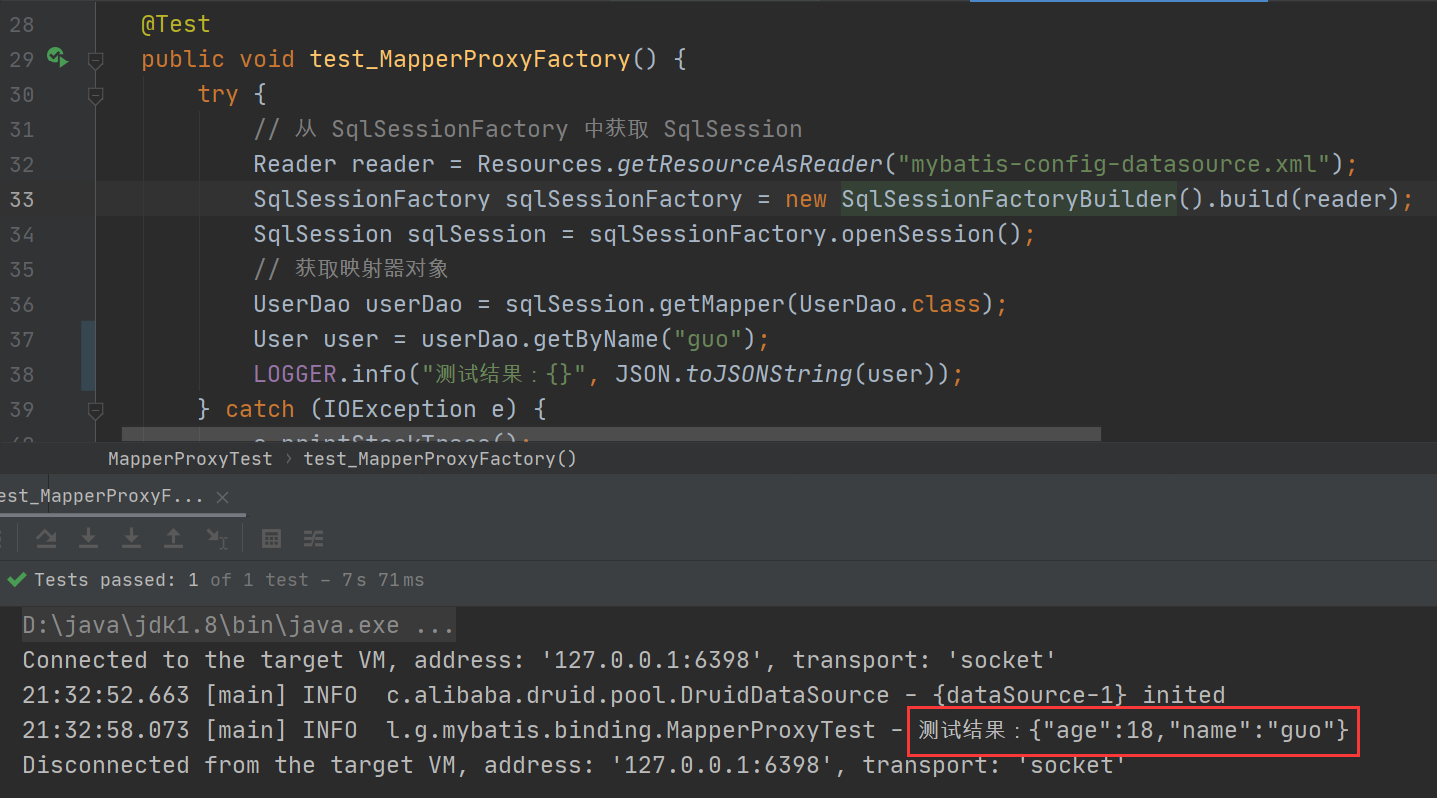 28 @Test
29 public void test_MapperProxyFactory() {
30 try {
31 // 从 SqlSessionFactory 中获取 SqlSession
32 Reader reader = Resources.getResourceAsReader("mybatis-config-datasource.xml");
33 SqlSessionFactory sqlSessionFactory = new SqlSessionFactoryBuilder().build(reader);
34 SqlSession sqlSession = sqlSessionFactory.openSession();
35 // 获取映射器对象
36 UserDao userDao = sqlSession.getMapper(UserDao.class);
37 User user = userDao.getByName("guo");
38 LOGGER.info("测试结果：{}", JSON.toJSONString(user));
39 } catch (IOException e) {
MapperProxyTest › test_MapperProxyFactory()
est_MapperProxyF... ×
Tests passed: 1 of 1 test – 7 s 71 ms
D:\java\jdk1.8\bin\java.exe ...
Connected to the target VM, address: '127.0.0.1:6398', transport: 'socket'
21:32:52.663 [main] INFO  c.alibaba.druid.pool.DruidDataSource - {dataSource-1} inited
21:32:58.073 [main] INFO  l.g.mybatis.binding.MapperProxyTest - 测试结果：{"age":18,"name":"guo"}
Disconnected from the target VM, address: '127.0.0.1:6398', transport: 'socket'